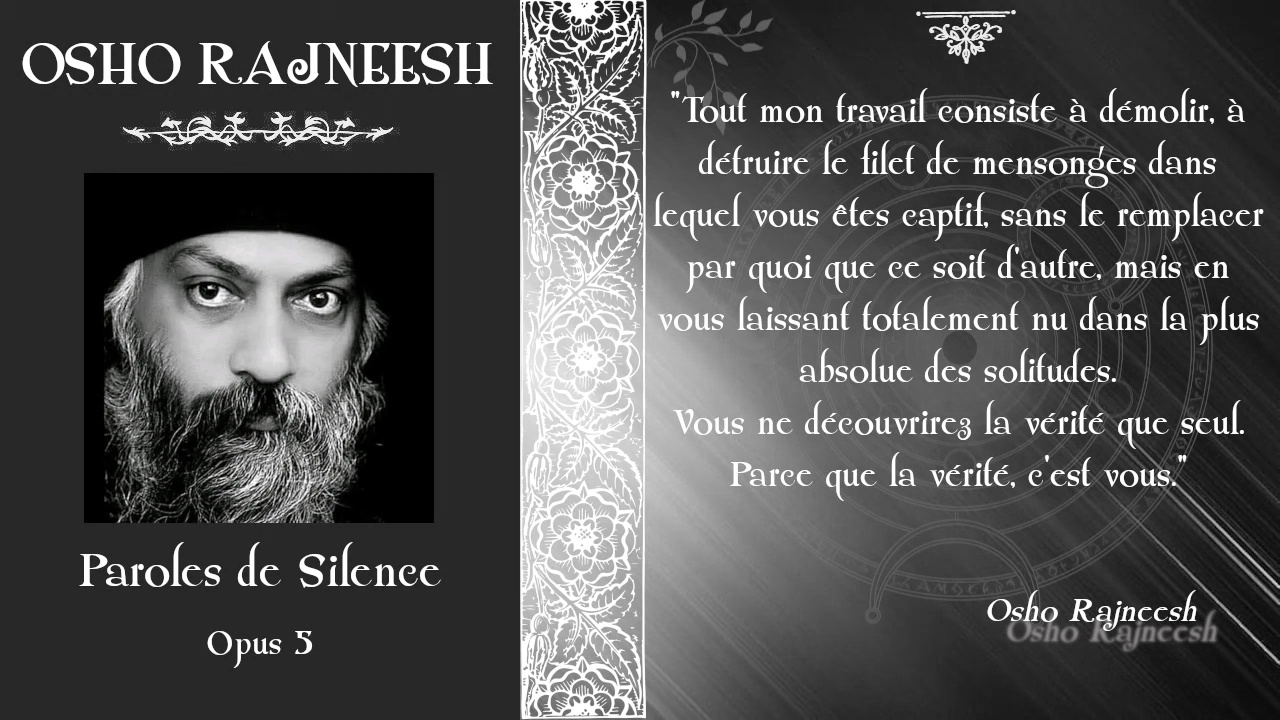 OSHO RAJNEESH
Paroles de Silence
Opus 5
"Tout mon travail consiste à démolir, à
détruire le filet de mensonges dans
lequel vous êtes captif, sans le remplacer
par quoi que ce soit d'autre, mais en
vous laissant totalement nu dans la plus
absolue des solitudes.
Vous ne découvrirez la vérité que seul.
Parce que la vérité, c'est vous."
Osho Rajneesh
Osho Rajneesh